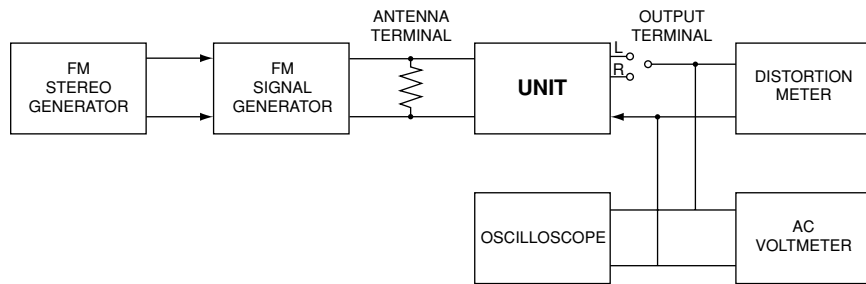 ANTENNA
TERMINAL
OUTPUT
TERMINAL
FM
STEREO
GENERATOR
FM
SIGNAL
GENERATOR
UNIT
L
R
DISTORTION
METER
OSCILLOSCOPE
AC
VOLTMETER